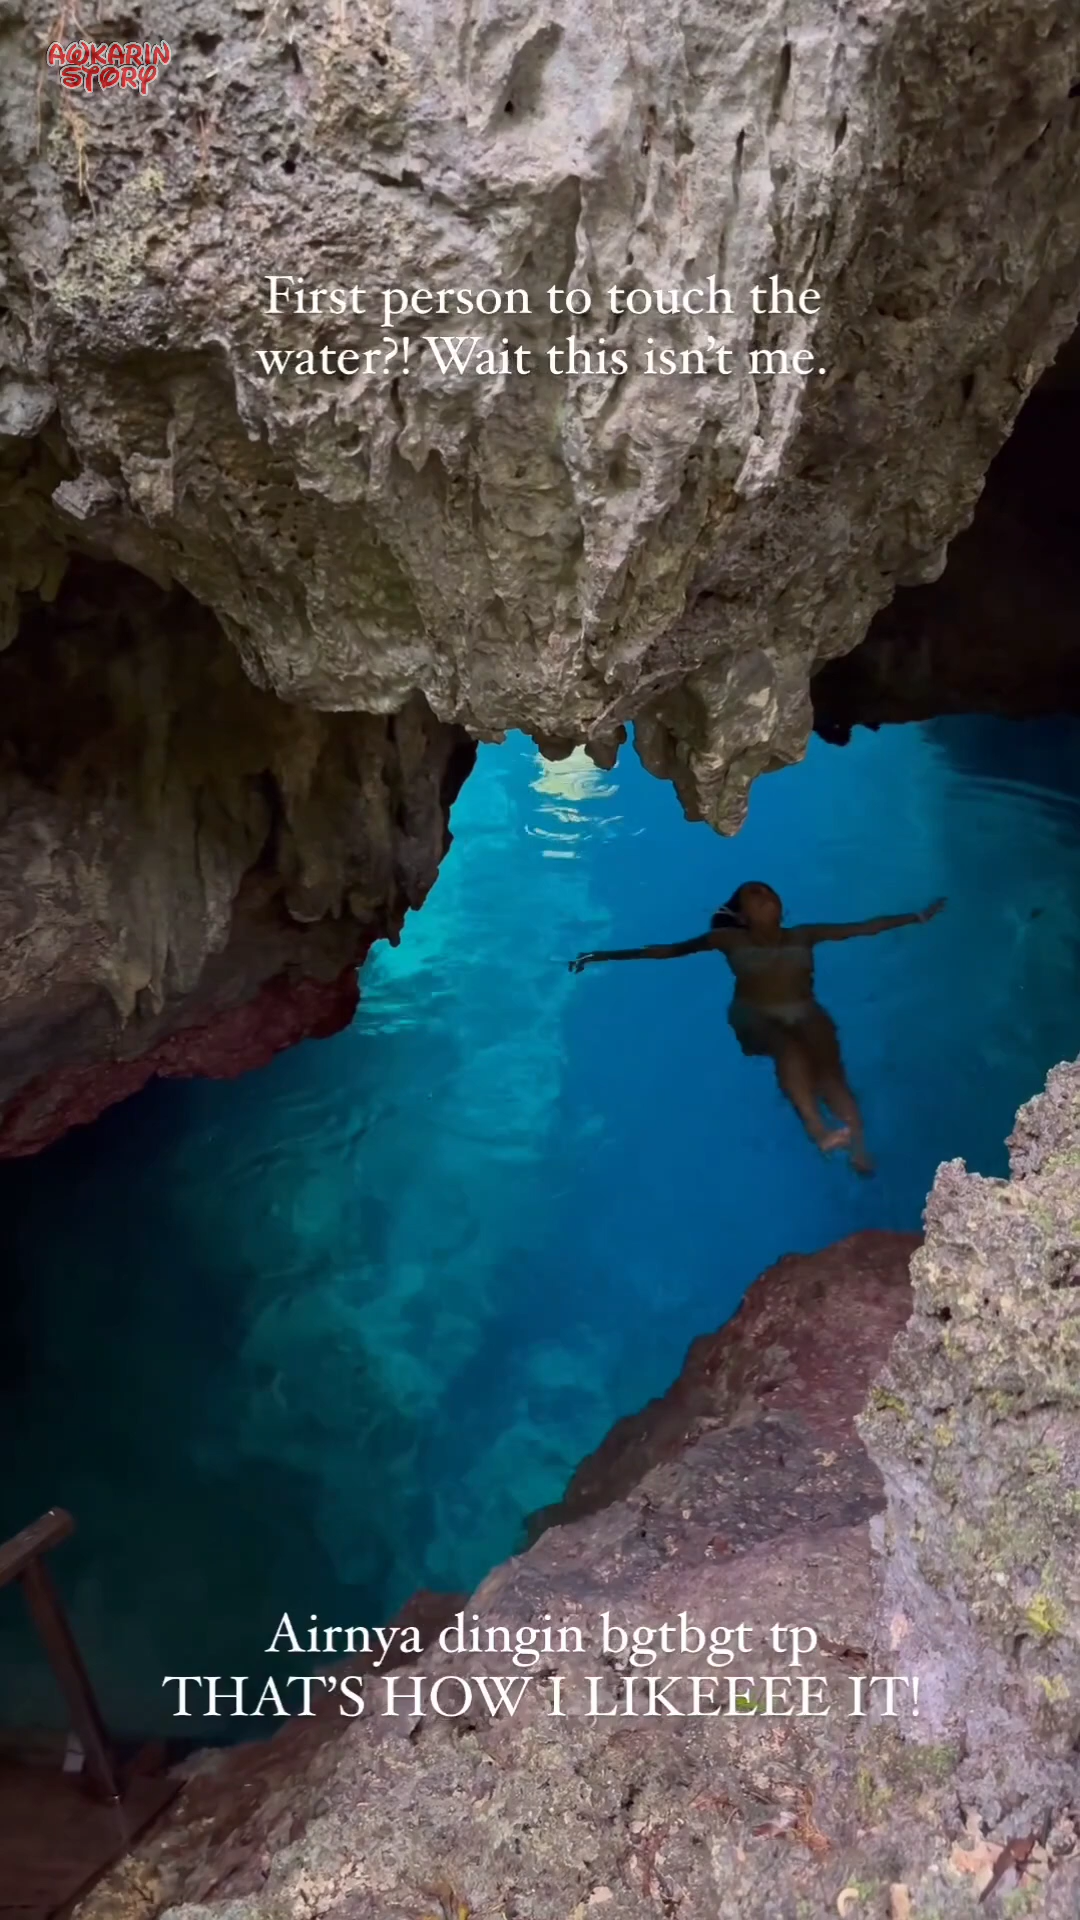 AWKARIN
STORY
First person to touch the
water?! Wait this isn't me.
Airnya dingin bgtbgt tp
THAT'S HOW I LIKEEEE IT!